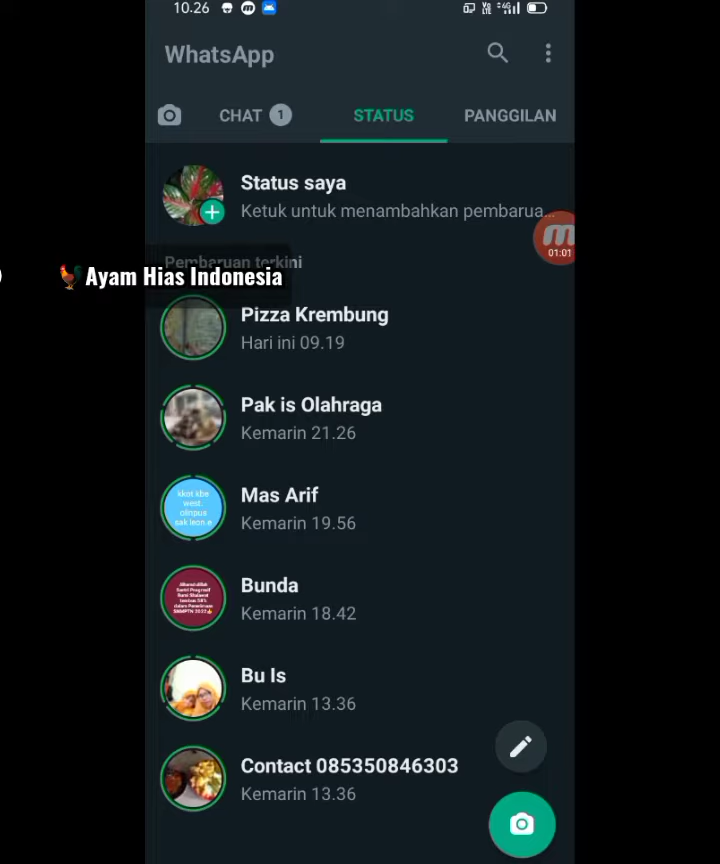 10.26
WhatsApp
CHAT 1
STATUS
PANGGILAN
Status saya
Ketuk untuk menambahkan pembarua...
01:01
Pembaruan terkini
Ayam Hias Indonesia
Pizza Krembung
Hari ini 09.19
Pak is Olahraga
Kemarin 21.26
Mas Arif
Kemarin 19.56
Bunda
Kemarin 18.42
Bu Is
Kemarin 13.36
Contact 085350846303
Kemarin 13.36